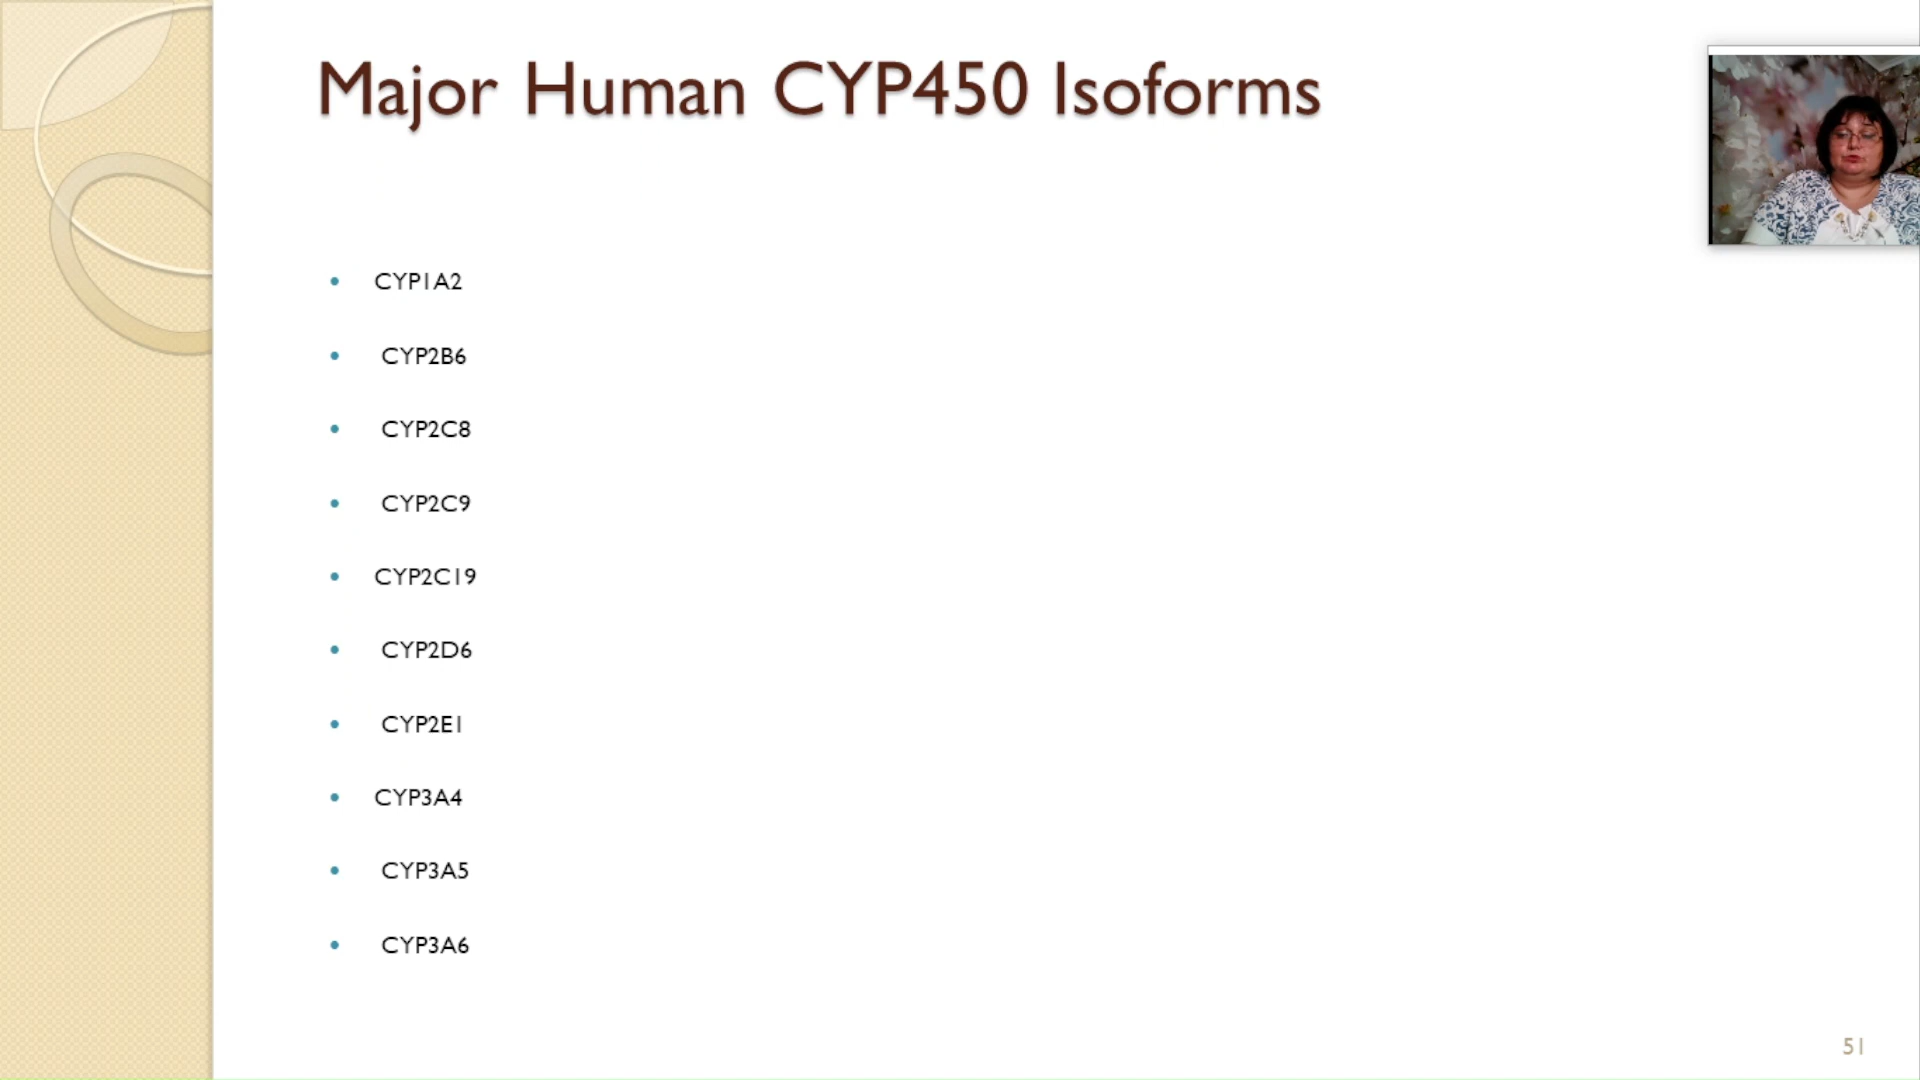 Major Human CYP450 Isoforms
• CYP1A2
• CYP2B6
• CYP2C8
• CYP2C9
• CYP2C19
• CYP2D6
• CYP2E1
• CYP3A4
• CYP3A5
• CYP3A6
51